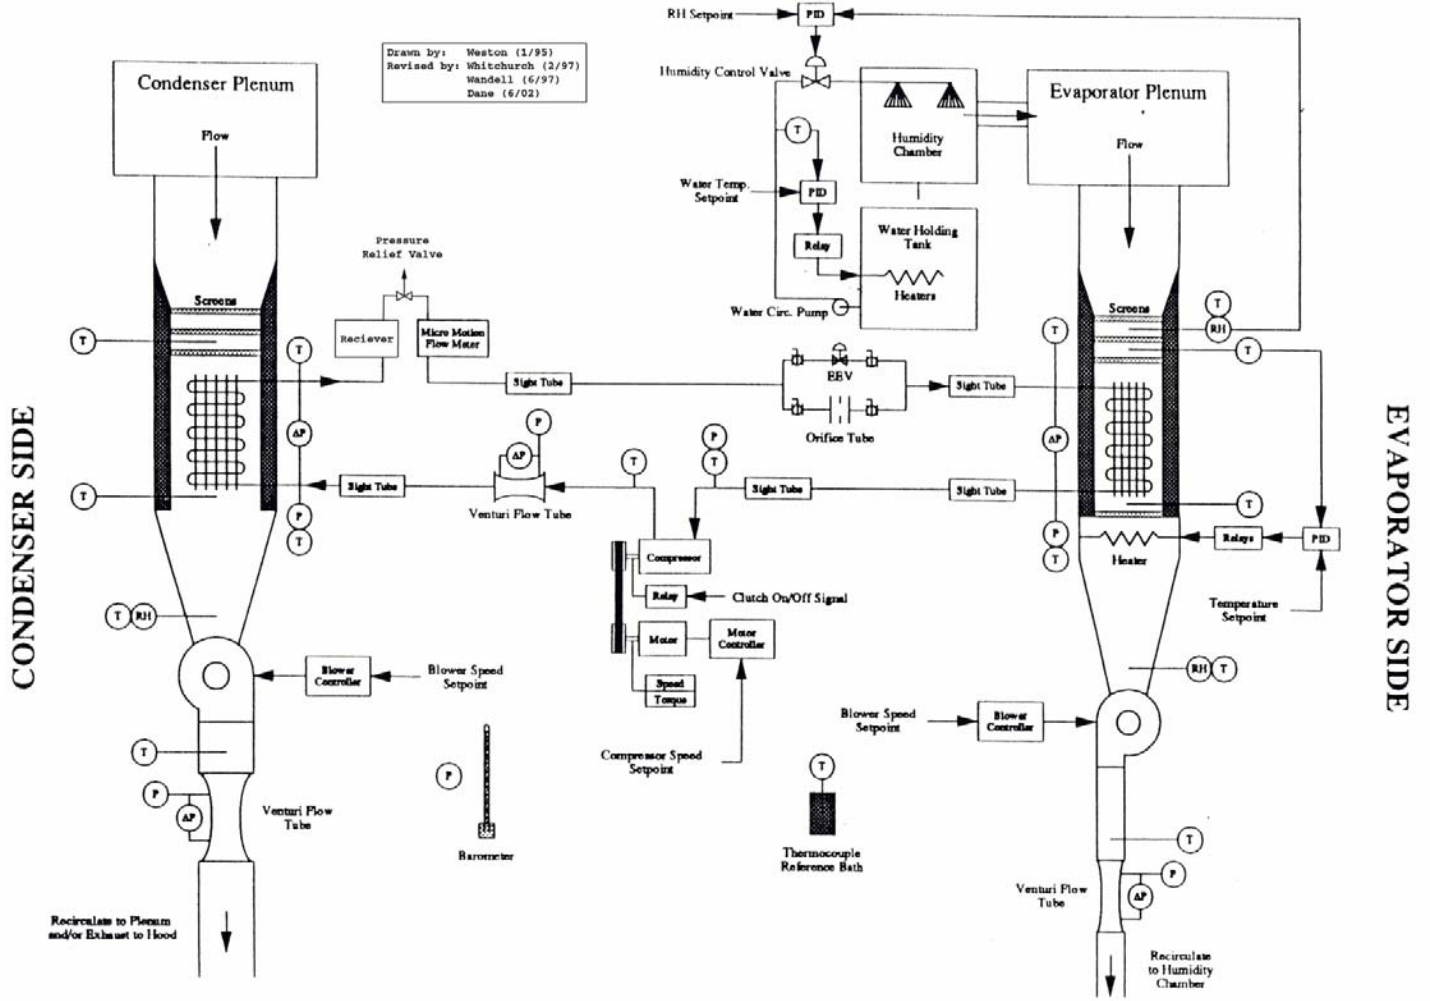 RH Setpoint
PID
Drawn by: Weston (1/95)
Revised by: Whitchurch (2/97)
Wandell (6/97)
Dane (6/02)
Humidity Control Valve
Condenser Plenum
Flow
Evaporator Plenum
Flow
Humidity
Chamber
T
Water Temp.
Setpoint
PID
Relay
Water Holding
Tank
Heaters
Water Circ. Pump
Pressure
Relief Valve
Screens
T
T
Reciever
Micro Motion
Flow Meter
Sight Tube
EEV
Orifice Tube
Sight Tube
Screens
T
RH
T
T
ΔP
ΔP
CONDENSER SIDE
EVAPORATOR SIDE
T
P
T
Sight Tube
ΔP
P
Venturi Flow Tube
T
P
T
Sight Tube
Sight Tube
T
P
T
Heater
Relays
PID
Temperature
Setpoint
Compressor
Relay
Clutch On/Off Signal
Motor
Motor
Controller
Speed
Torque
Compressor Speed
Setpoint
T
RH
Blower
Controller
Blower Speed
Setpoint
RH
T
Blower Speed
Setpoint
Blower
Controller
T
P
ΔP
Venturi Flow
Tube
P
Barometer
T
Thermocouple
Reference Bath
T
P
ΔP
Venturi Flow
Tube
Recirculate to Plenum
and/or Exhaust to Hood
Recirculate
to Humidity
Chamber